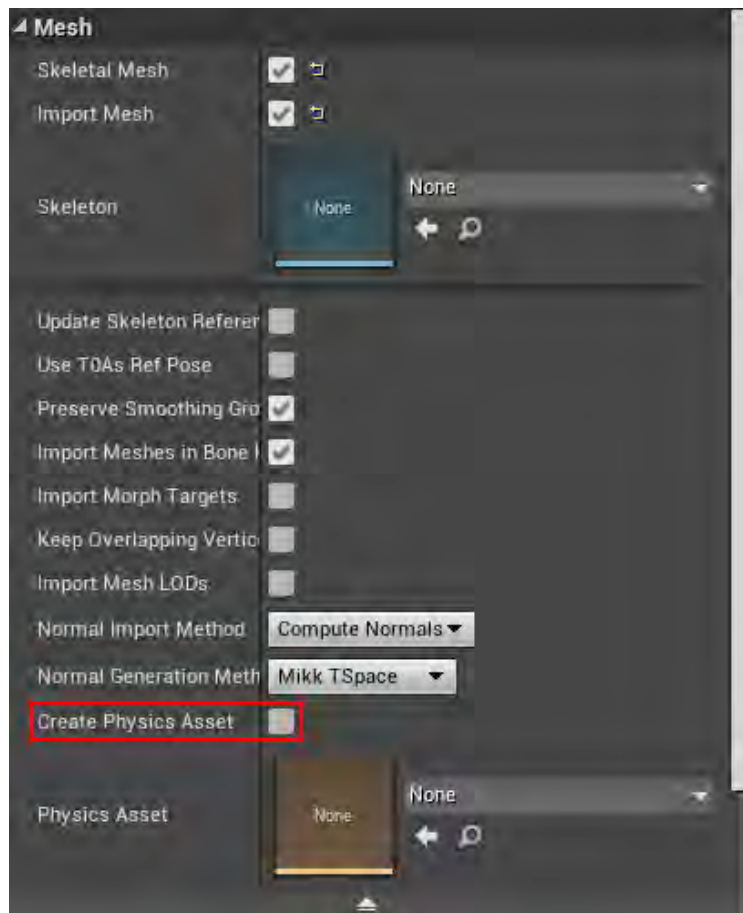 Mesh
Skeletal Mesh
Import Mesh
Skeleton
None
None
Update Skeleton Referer
Use T0As Ref Pose
Preserve Smoothing Gro
Import Meshes in Bone
Import Morph Targets
Keep Overlapping Vertic
Import Mesh LODs
Normal Import Method Compute Normals
Normal Generation Meth Mikk TSpace
Create Physics Asset
Physics Asset
None
None